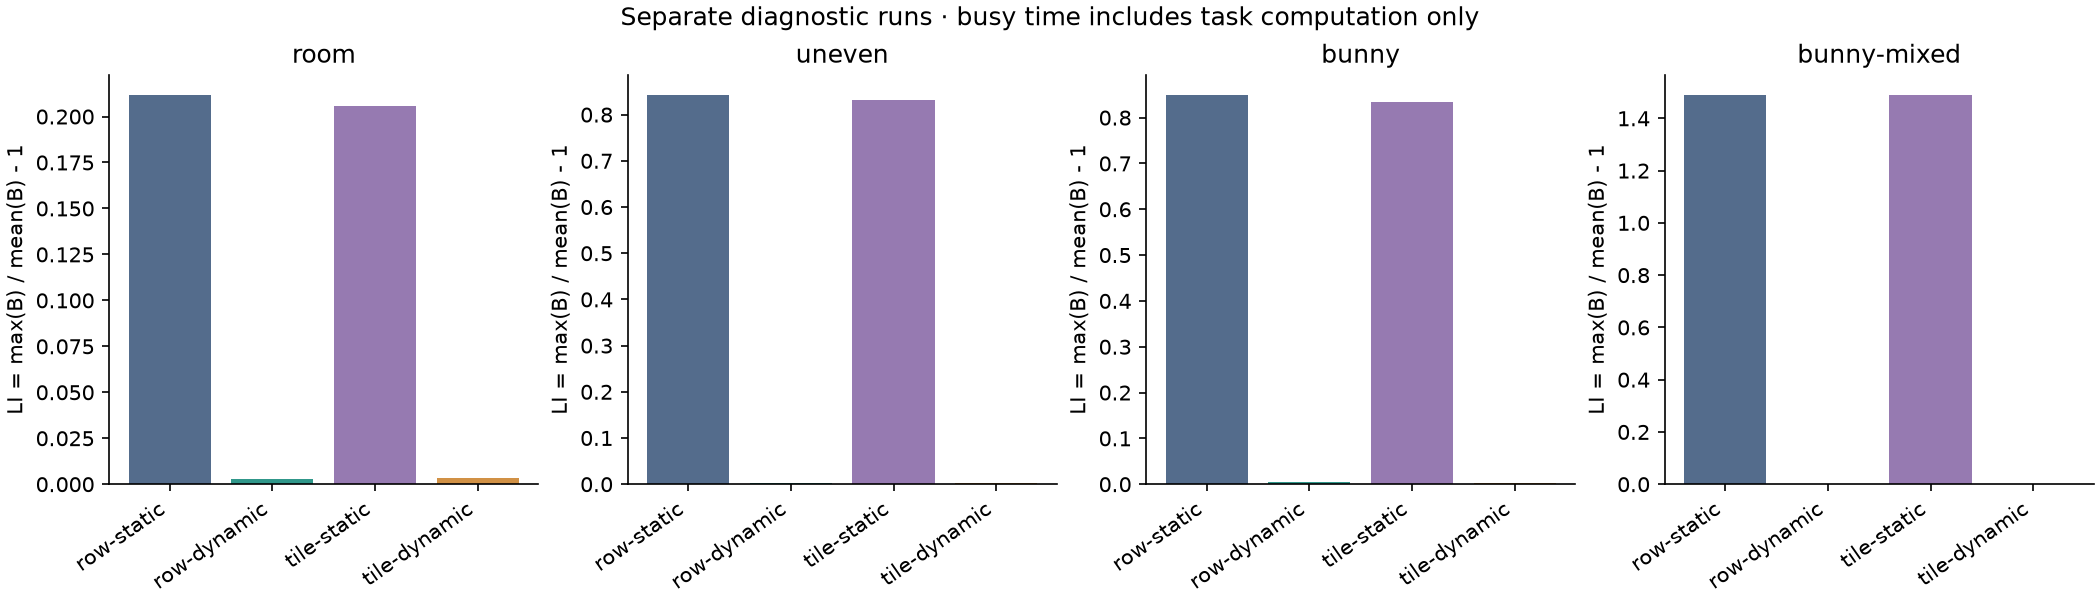 Separate diagnostic runs · busy time includes task computation only
room
LI = max(B) / mean(B) - 1
0.200
0.175
0.150
0.125
0.100
0.075
0.050
0.025
0.000
row-static
row-dynamic
tile-static
tile-dynamic
uneven
LI = max(B) / mean(B) - 1
0.8
0.7
0.6
0.5
0.4
0.3
0.2
0.1
0.0
row-static
row-dynamic
tile-static
tile-dynamic
bunny
LI = max(B) / mean(B) - 1
0.8
0.7
0.6
0.5
0.4
0.3
0.2
0.1
0.0
row-static
row-dynamic
tile-static
tile-dynamic
bunny-mixed
LI = max(B) / mean(B) - 1
1.4
1.2
1.0
0.8
0.6
0.4
0.2
0.0
row-static
row-dynamic
tile-static
tile-dynamic